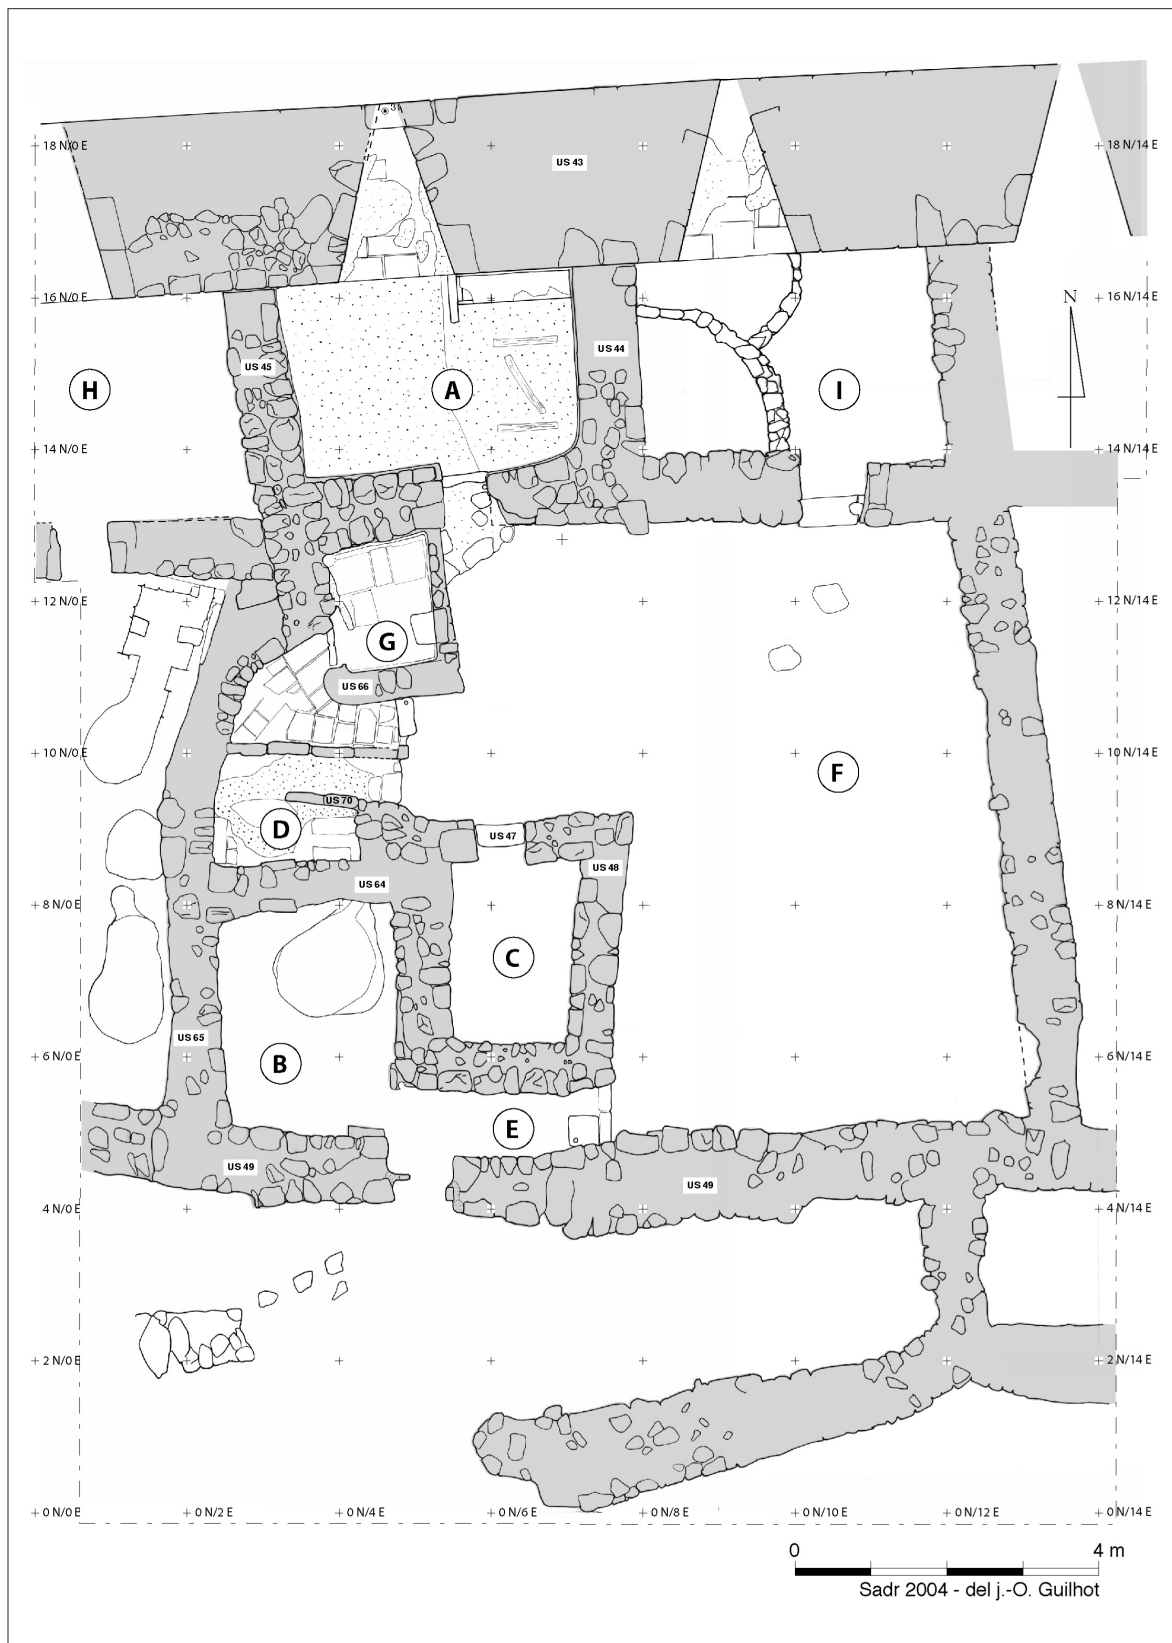 3
18 N/0 E
18 N/14 E
US 43
16 N/0 E
N
16 N/14 E
US 45
US 44
H
A
I
14 N/0 E
14 N/14 E
12 N/0 E
12 N/14 E
G
US 66
10 N/0 E
10 N/14 E
F
US 70
D
US 47
US 48
US 64
8 N/0 E
8 N/14 E
C
US 65
6 N/0 E
B
6 N/14 E
E
US 49
US 49
4 N/0 E
4 N/14 E
2 N/0 E
2 N/14 E
0 N/0 E
0 N/2 E
0 N/4 E
0 N/6 E
0 N/8 E
0 N/10 E
0 N/12 E
0 N/14 E
0
4 m
Sadr 2004 - del j.-O. Guilhot